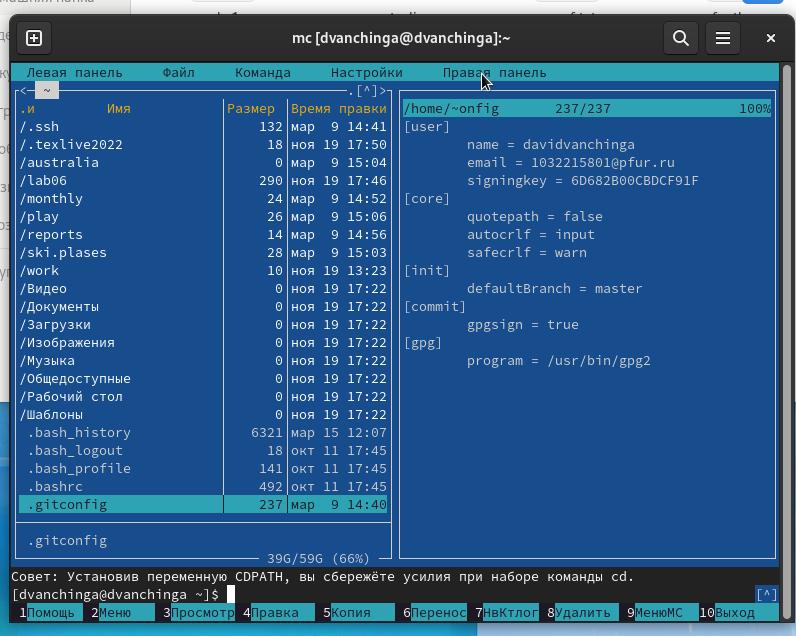 mc [dvanchinga@dvanchinga]:~
Левая панель Файл Команда Настройки Правая панель
<- ~ .[^]>
.и Имя Размер Время правки
/.ssh 132 мар 9 14:41
/.texlive2022 18 ноя 19 17:50
/australia 0 мар 9 15:04
/lab06 290 ноя 19 17:46
/monthly 24 мар 9 14:52
/play 26 мар 9 15:06
/reports 14 мар 9 14:56
/ski.plases 28 мар 9 15:03
/work 10 ноя 19 13:23
/Видео 0 ноя 19 17:22
/Документы 0 ноя 19 17:22
/Загрузки 0 ноя 19 17:22
/Изображения 0 ноя 19 17:22
/Музыка 0 ноя 19 17:22
/Общедоступные 0 ноя 19 17:22
/Рабочий стол 0 ноя 19 17:22
/Шаблоны 0 ноя 19 17:22
.bash_history 6321 мар 15 12:07
.bash_logout 18 окт 11 17:45
.bash_profile 141 окт 11 17:45
.bashrc 492 окт 11 17:45
.gitconfig 237 мар 9 14:40
.gitconfig
39G/59G (66%)
/home/~onfig 237/237 100%
[user]
name = davidvanchinga
email = 1032215801@pfur.ru
signingkey = 6D682B00CBDCF91F
[core]
quotepath = false
autocrlf = input
safecrlf = warn
[init]
defaultBranch = master
[commit]
gpgsign = true
[gpg]
program = /usr/bin/gpg2
Совет: Установив переменную CDPATH, вы сбережёте усилия при наборе команды cd.
[dvanchinga@dvanchinga ~]$ [^]
1Помощь 2Меню 3Просмотр 4Правка 5Копия 6Перенос 7НвКтлог 8Удалить 9МенюМС 10Выход